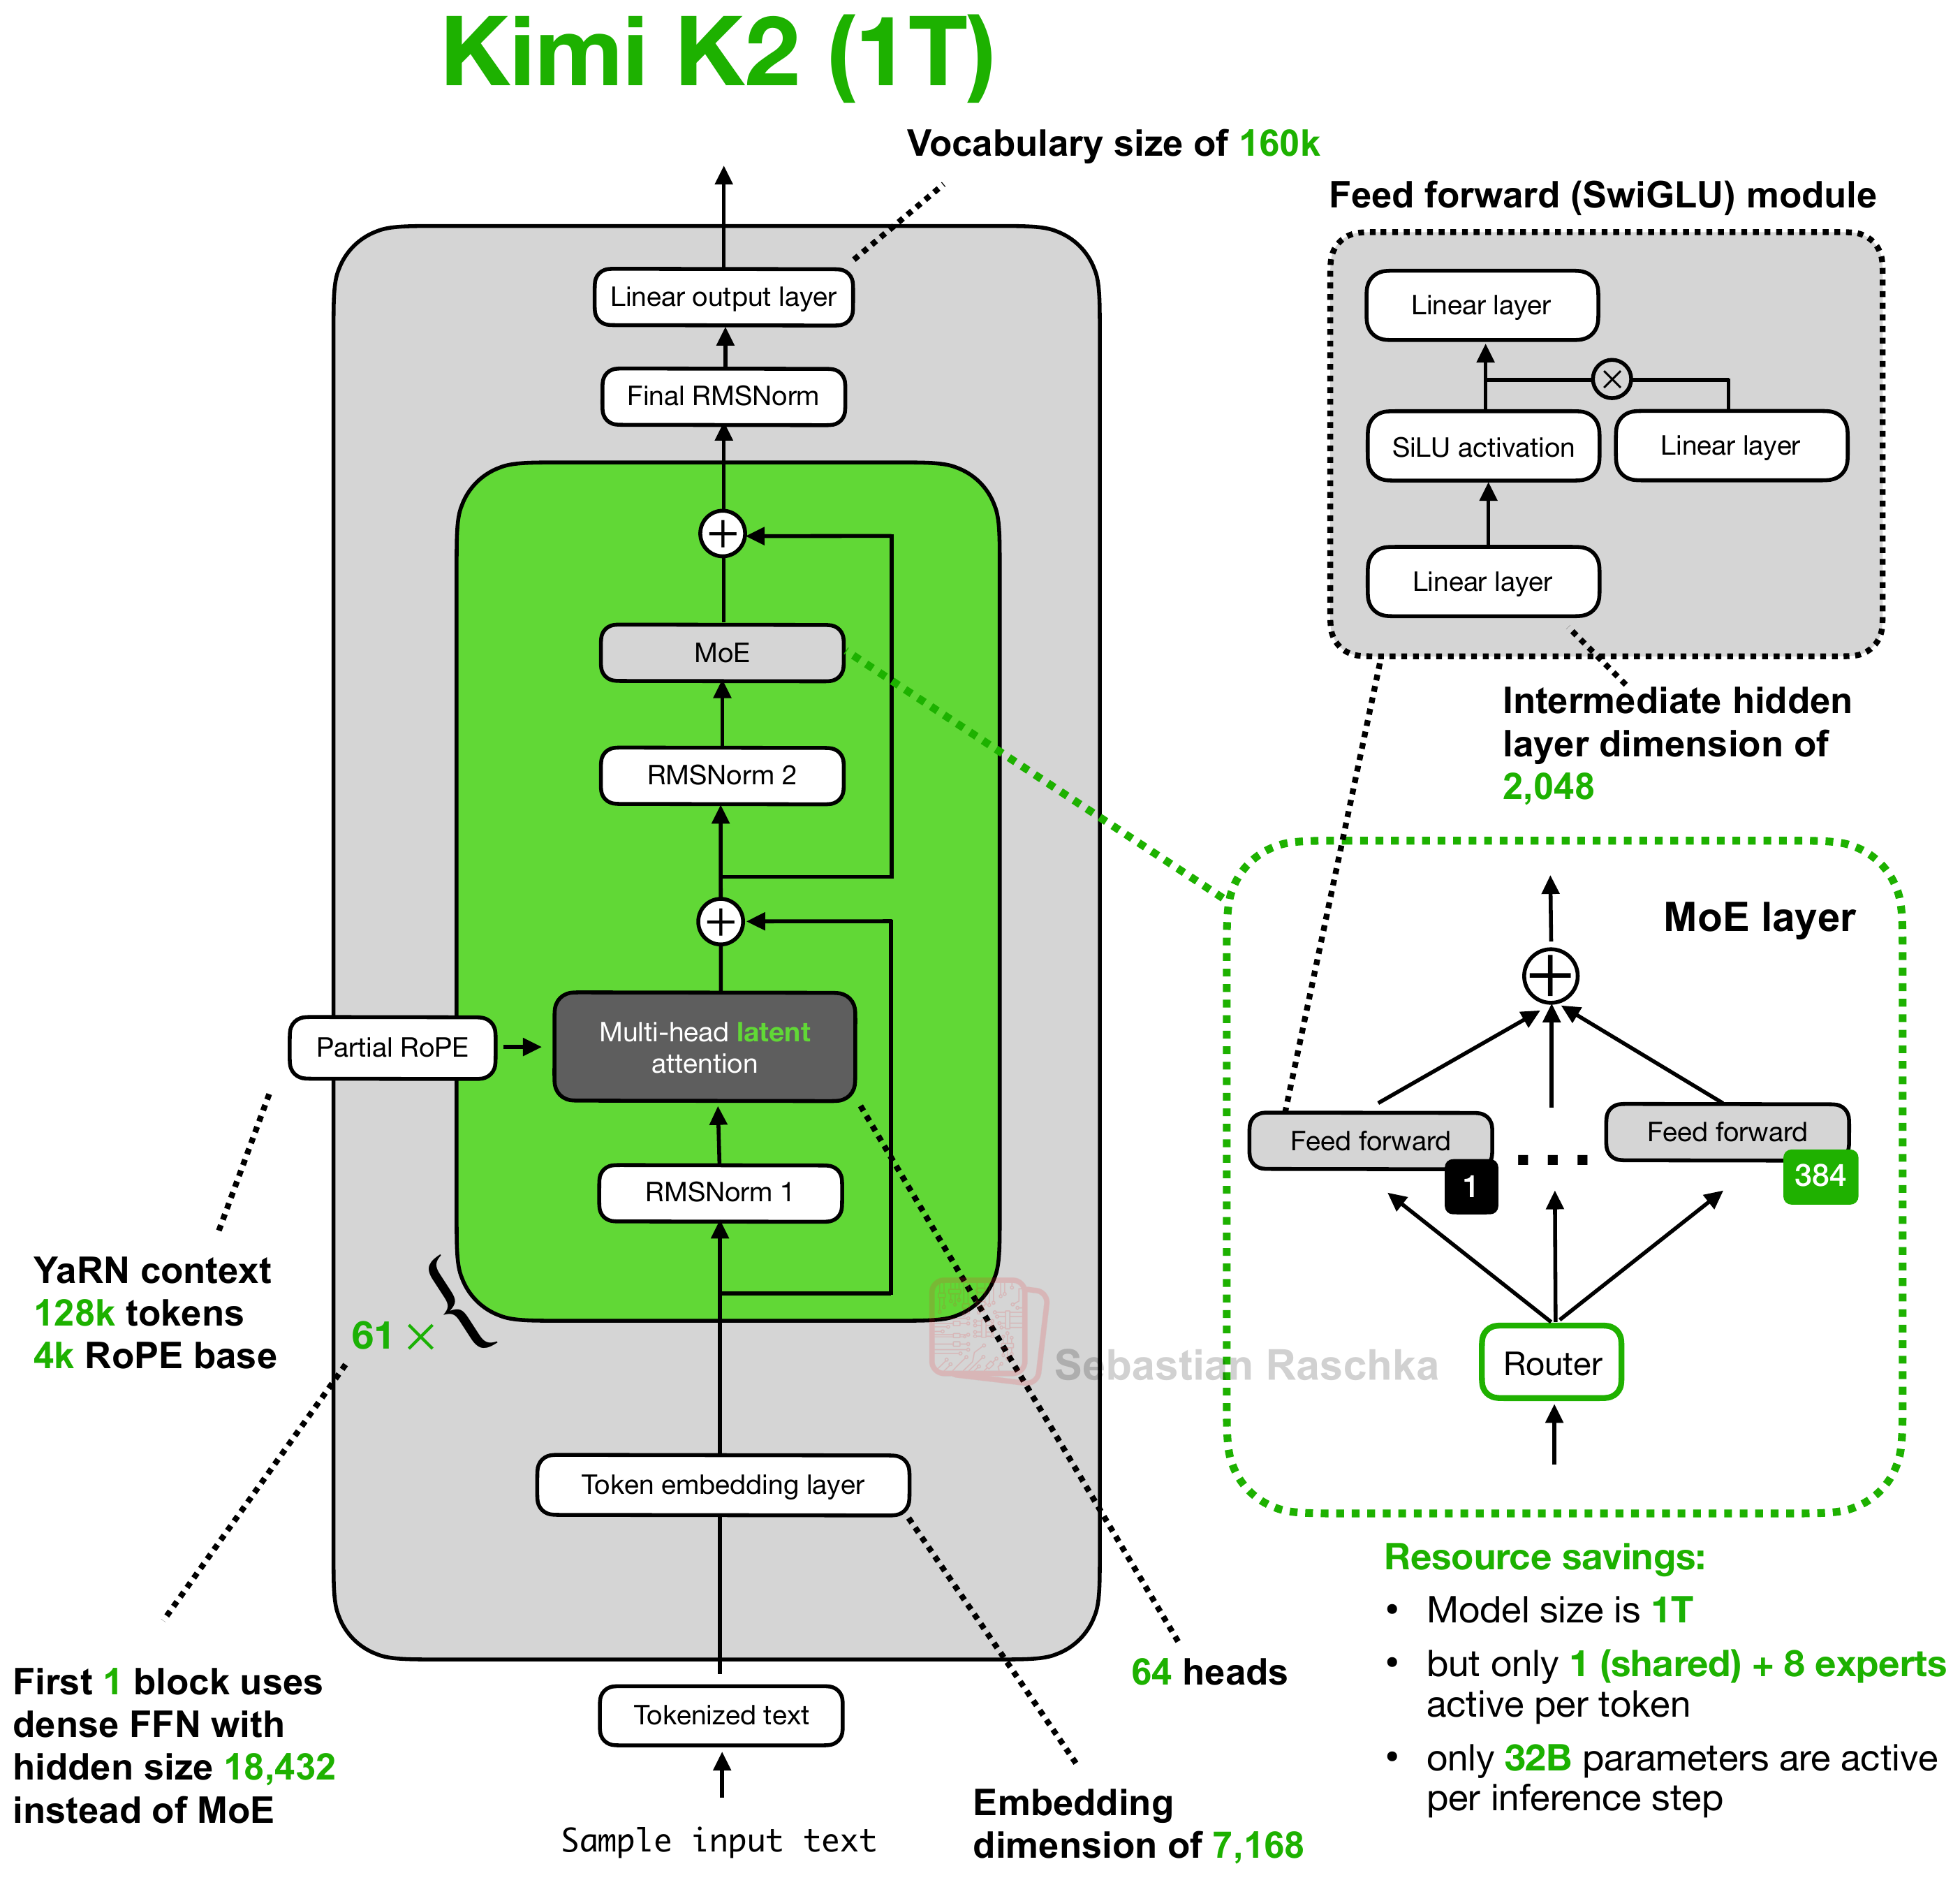 Kimi K2 (1T)
Vocabulary size of 160k
Linear output layer
Final RMSNorm
MoE
RMSNorm 2
Multi-head latent
attention
Partial RoPE
RMSNorm 1
YaRN context
128k tokens
4k RoPE base
61 ×
Token embedding layer
First 1 block uses
dense FFN with
hidden size 18,432
instead of MoE
Tokenized text
Sample input text
64 heads
Embedding
dimension of 7,168
Sebastian Raschka
Feed forward (SwiGLU) module
Linear layer
SiLU activation
Linear layer
Linear layer
Intermediate hidden
layer dimension of
2,048
MoE layer
Feed forward
1
...
Feed forward
384
Router
Resource savings:
• Model size is 1T
• but only 1 (shared) + 8 experts
active per token
• only 32B parameters are active
per inference step